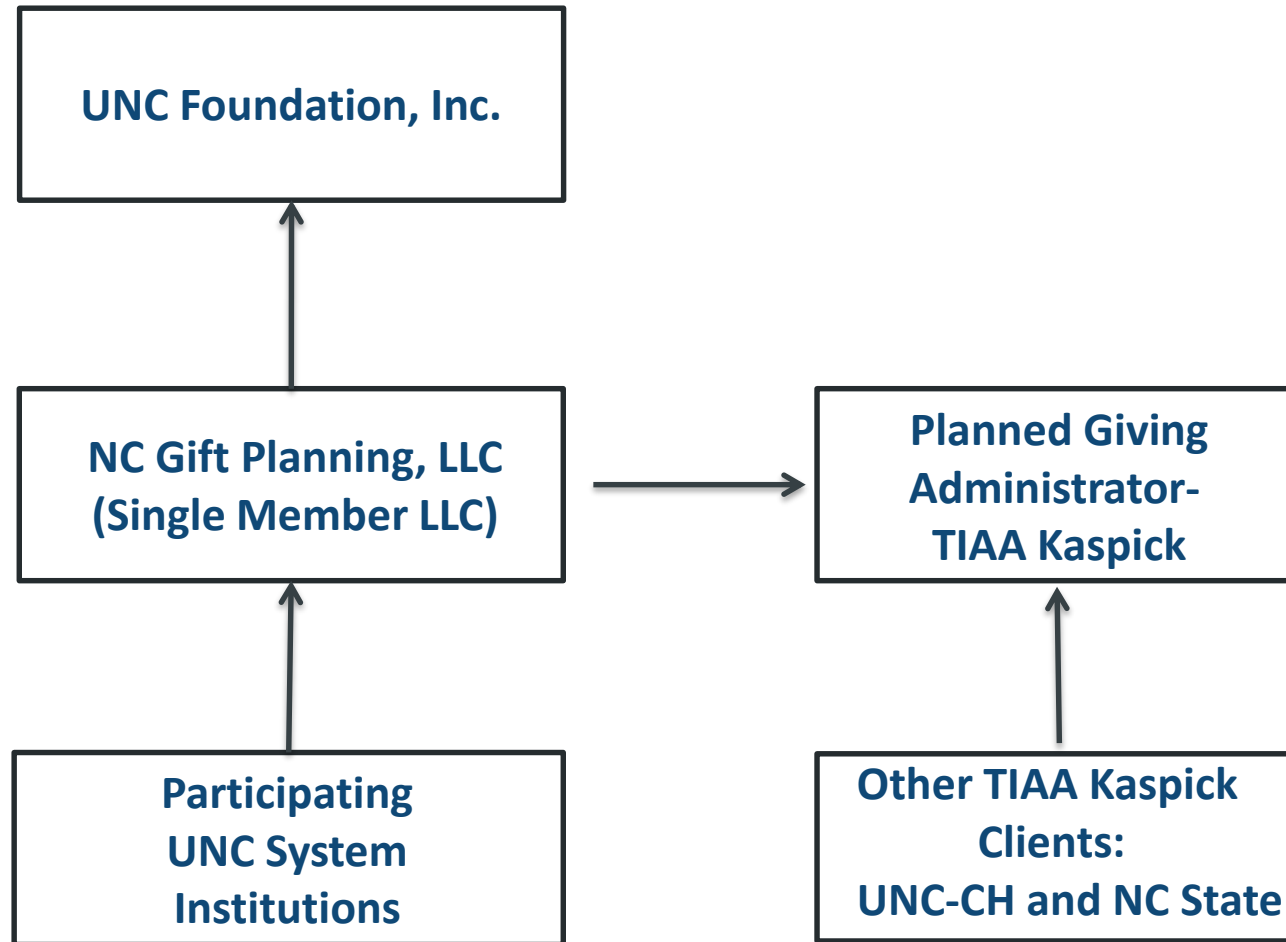 UNC Foundation, Inc.
NC Gift Planning, LLC
(Single Member LLC)
Planned Giving
Administrator-
TIAA Kaspick
Participating
UNC System
Institutions
Other TIAA Kaspick
Clients:
UNC-CH and NC State